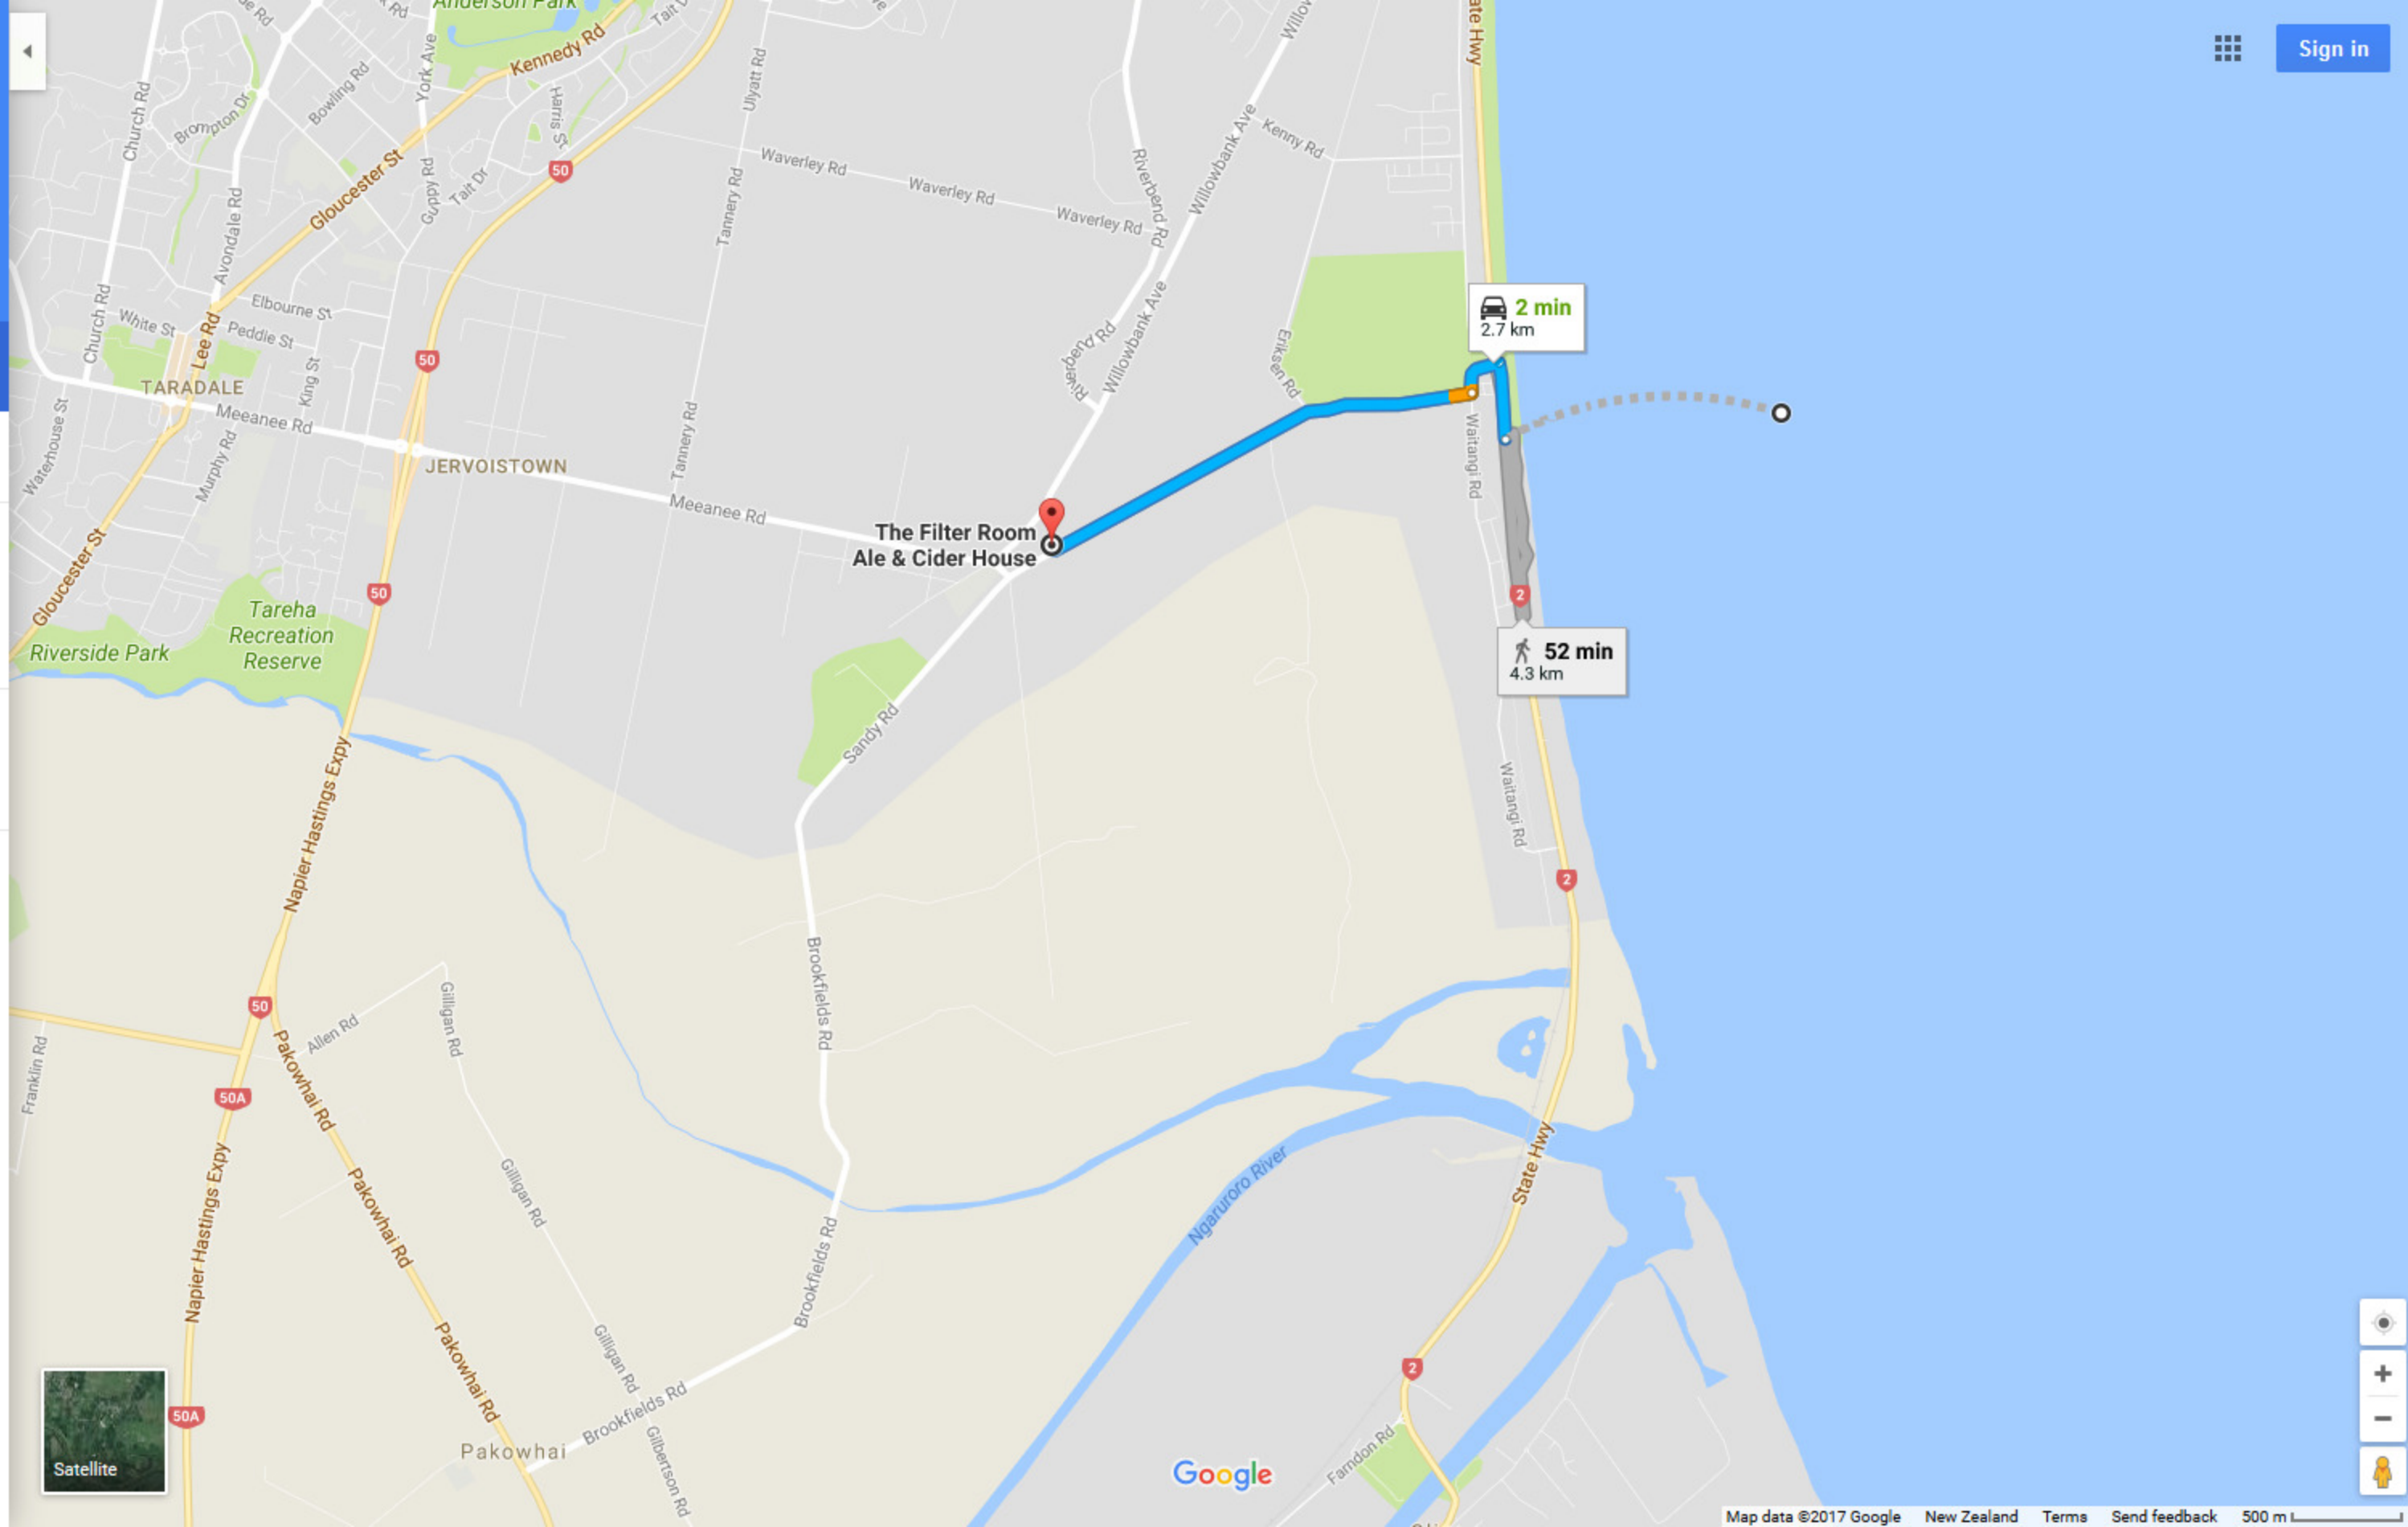 Anderson Park
Kennedy Rd
York Ave
Church Rd
Brompton Dr
Bowling Rd
Harris St
Tait Dr
Guppy Rd
Avondale Rd
Gloucester St
50
Ulyatt Rd
Tannery Rd
Waverley Rd
Waverley Rd
Waverley Rd
Riverbend Rd
Willowbank Ave
Kenny Rd
Sign in
Elbourne St
White St
Peddie St
Lee Rd
Church Rd
King St
50
TARADALE
Meeanee Rd
Waterhouse St
Murphy Rd
JERVOISTOWN
Tannery Rd
Meeanee Rd
Riverbend Rd
Willowbank Ave
Eriksen Rd
2 min
2.7 km
Waitangi Rd
The Filter Room
Ale & Cider House
Gloucester St
50
Tareha
Recreation
Reserve
Riverside Park
2
52 min
4.3 km
Sandy Rd
Waitangi Rd
2
Napier Hastings Expy
Brookfields Rd
50
Allen Rd
Gilligan Rd
Franklin Rd
Pakowhai Rd
50A
State Hwy
Ngaruroro River
Gilligan Rd
Pakowhai Rd
Napier Hastings Expy
Brookfields Rd
Gilligan Rd
Pakowhai Rd
Brookfields Rd
50A
2
Pakowhai
Gilbertson Rd
Farndon Rd
Satellite
Google
Map data ©2017 Google New Zealand Terms Send feedback 500 m